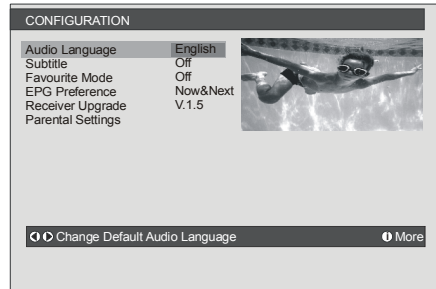 CONFIGURATION
Audio Language English
Subtitle Off
Favourite Mode Off
EPG Preference Now&Next
Receiver Upgrade V.1.5
Parental Settings
Change Default Audio Language More